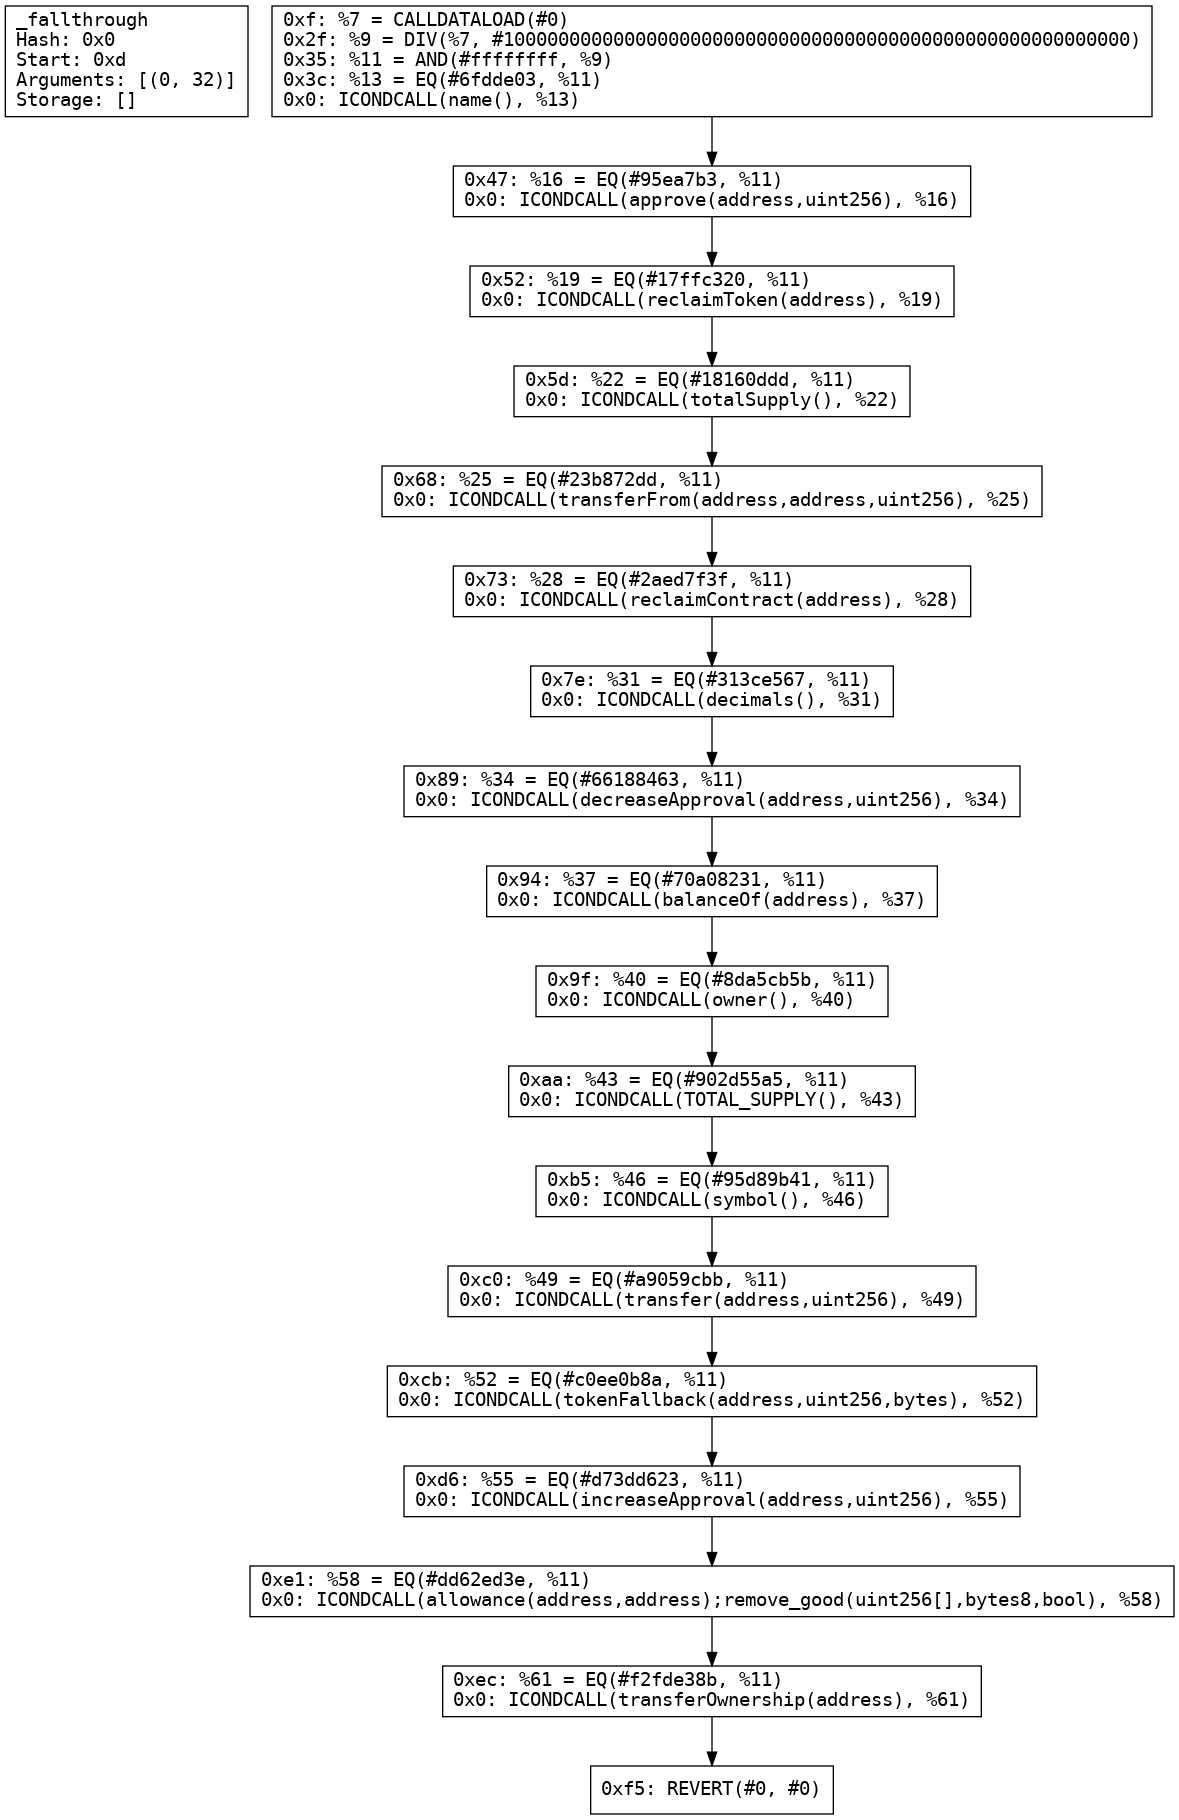 _fallthrough
Hash: 0x0
Start: 0xd
Arguments: [(0, 32)]
Storage: []
0xf: %7 = CALLDATALOAD(#0)
0x2f: %9 = DIV(%7, #100000000000000000000000000000000000000000000000000000000)
0x35: %11 = AND(#ffffffff, %9)
0x3c: %13 = EQ(#6fdde03, %11)
0x0: ICONDCALL(name(), %13)
0x47: %16 = EQ(#95ea7b3, %11)
0x0: ICONDCALL(approve(address,uint256), %16)
0x52: %19 = EQ(#17ffc320, %11)
0x0: ICONDCALL(reclaimToken(address), %19)
0x5d: %22 = EQ(#18160ddd, %11)
0x0: ICONDCALL(totalSupply(), %22)
0x68: %25 = EQ(#23b872dd, %11)
0x0: ICONDCALL(transferFrom(address,address,uint256), %25)
0x73: %28 = EQ(#2aed7f3f, %11)
0x0: ICONDCALL(reclaimContract(address), %28)
0x7e: %31 = EQ(#313ce567, %11)
0x0: ICONDCALL(decimals(), %31)
0x89: %34 = EQ(#66188463, %11)
0x0: ICONDCALL(decreaseApproval(address,uint256), %34)
0x94: %37 = EQ(#70a08231, %11)
0x0: ICONDCALL(balanceOf(address), %37)
0x9f: %40 = EQ(#8da5cb5b, %11)
0x0: ICONDCALL(owner(), %40)
0xaa: %43 = EQ(#902d55a5, %11)
0x0: ICONDCALL(TOTAL_SUPPLY(), %43)
0xb5: %46 = EQ(#95d89b41, %11)
0x0: ICONDCALL(symbol(), %46)
0xc0: %49 = EQ(#a9059cbb, %11)
0x0: ICONDCALL(transfer(address,uint256), %49)
0xcb: %52 = EQ(#c0ee0b8a, %11)
0x0: ICONDCALL(tokenFallback(address,uint256,bytes), %52)
0xd6: %55 = EQ(#d73dd623, %11)
0x0: ICONDCALL(increaseApproval(address,uint256), %55)
0xe1: %58 = EQ(#dd62ed3e, %11)
0x0: ICONDCALL(allowance(address,address);remove_good(uint256[],bytes8,bool), %58)
0xec: %61 = EQ(#f2fde38b, %11)
0x0: ICONDCALL(transferOwnership(address), %61)
0xf5: REVERT(#0, #0)